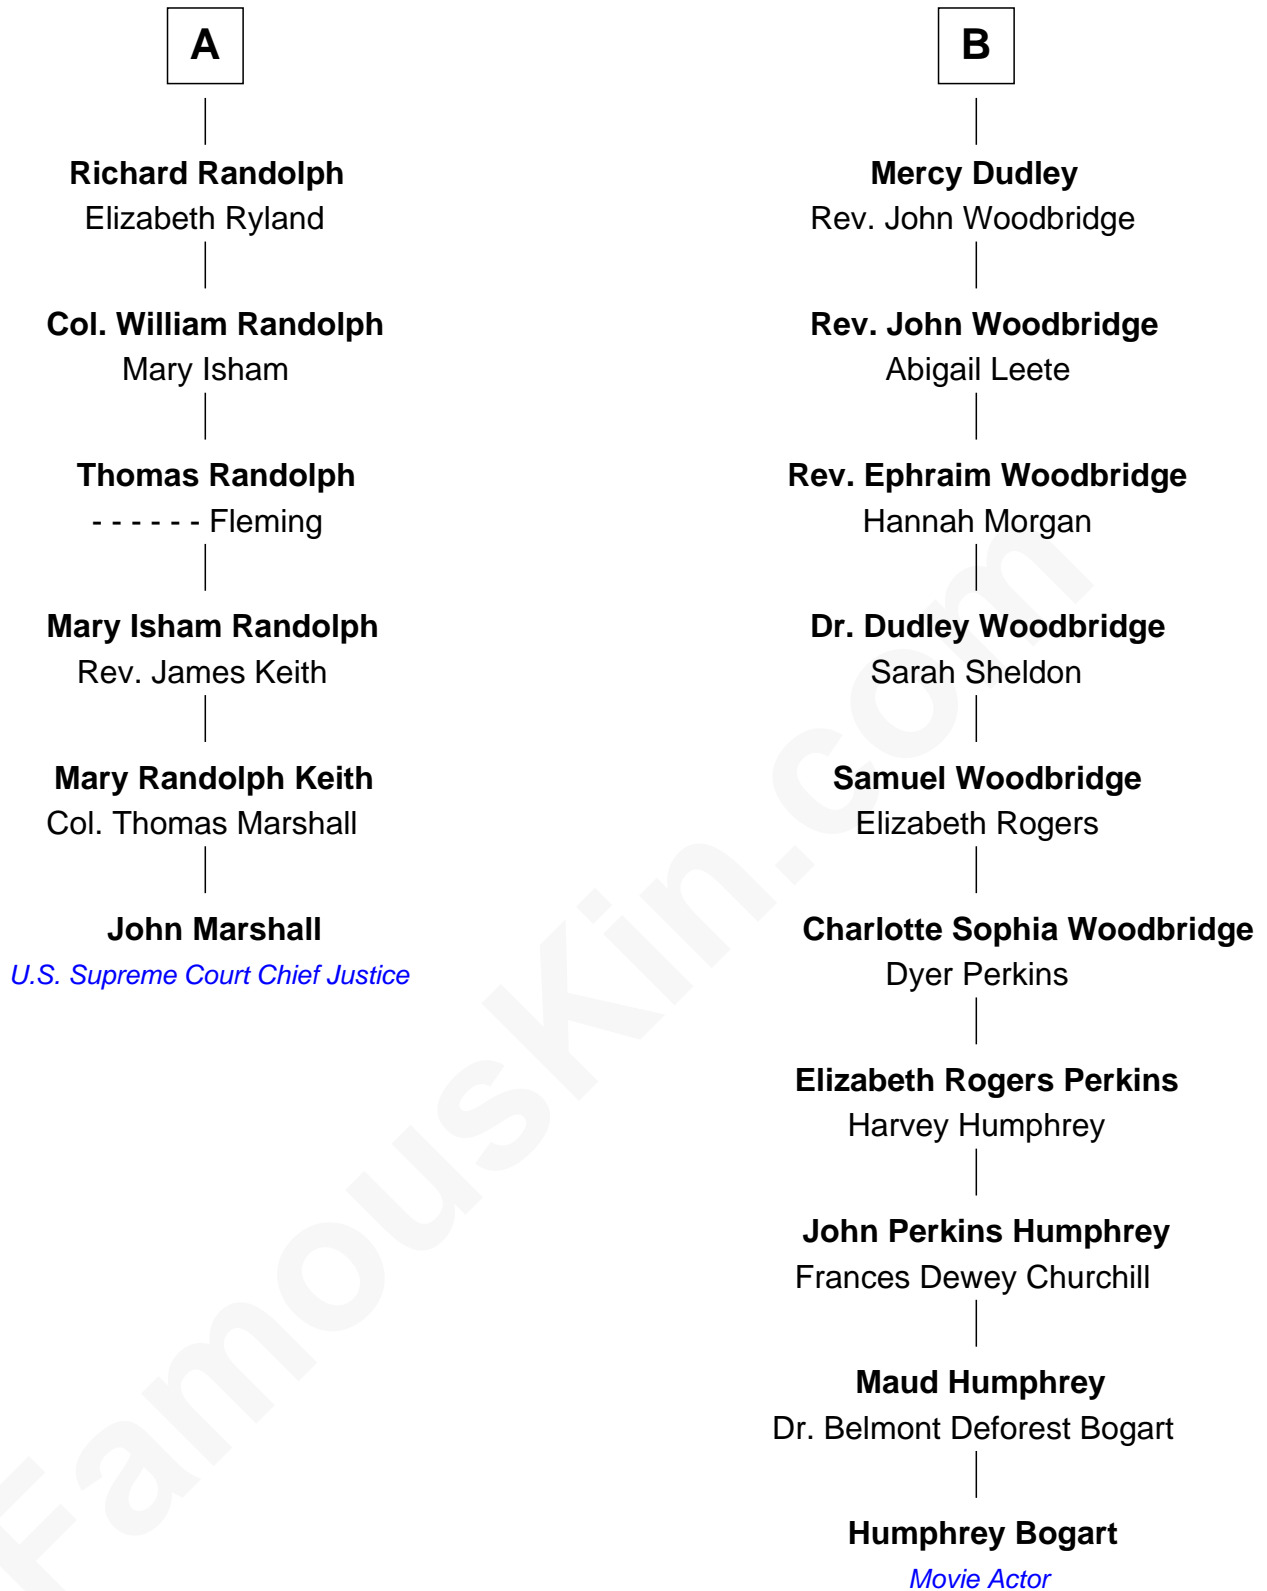 A
Richard Randolph
Elizabeth Ryland
Col. William Randolph
Mary Isham
Thomas Randolph
- - - - - - Fleming
Mary Isham Randolph
Rev. James Keith
Mary Randolph Keith
Col. Thomas Marshall
John Marshall
U.S. Supreme Court Chief Justice
B
Mercy Dudley
Rev. John Woodbridge
Rev. John Woodbridge
Abigail Leete
Rev. Ephraim Woodbridge
Hannah Morgan
Dr. Dudley Woodbridge
Sarah Sheldon
Samuel Woodbridge
Elizabeth Rogers
Charlotte Sophia Woodbridge
Dyer Perkins
Elizabeth Rogers Perkins
Harvey Humphrey
John Perkins Humphrey
Frances Dewey Churchill
Maud Humphrey
Dr. Belmont Deforest Bogart
Humphrey Bogart
Movie Actor
FamousKin.com